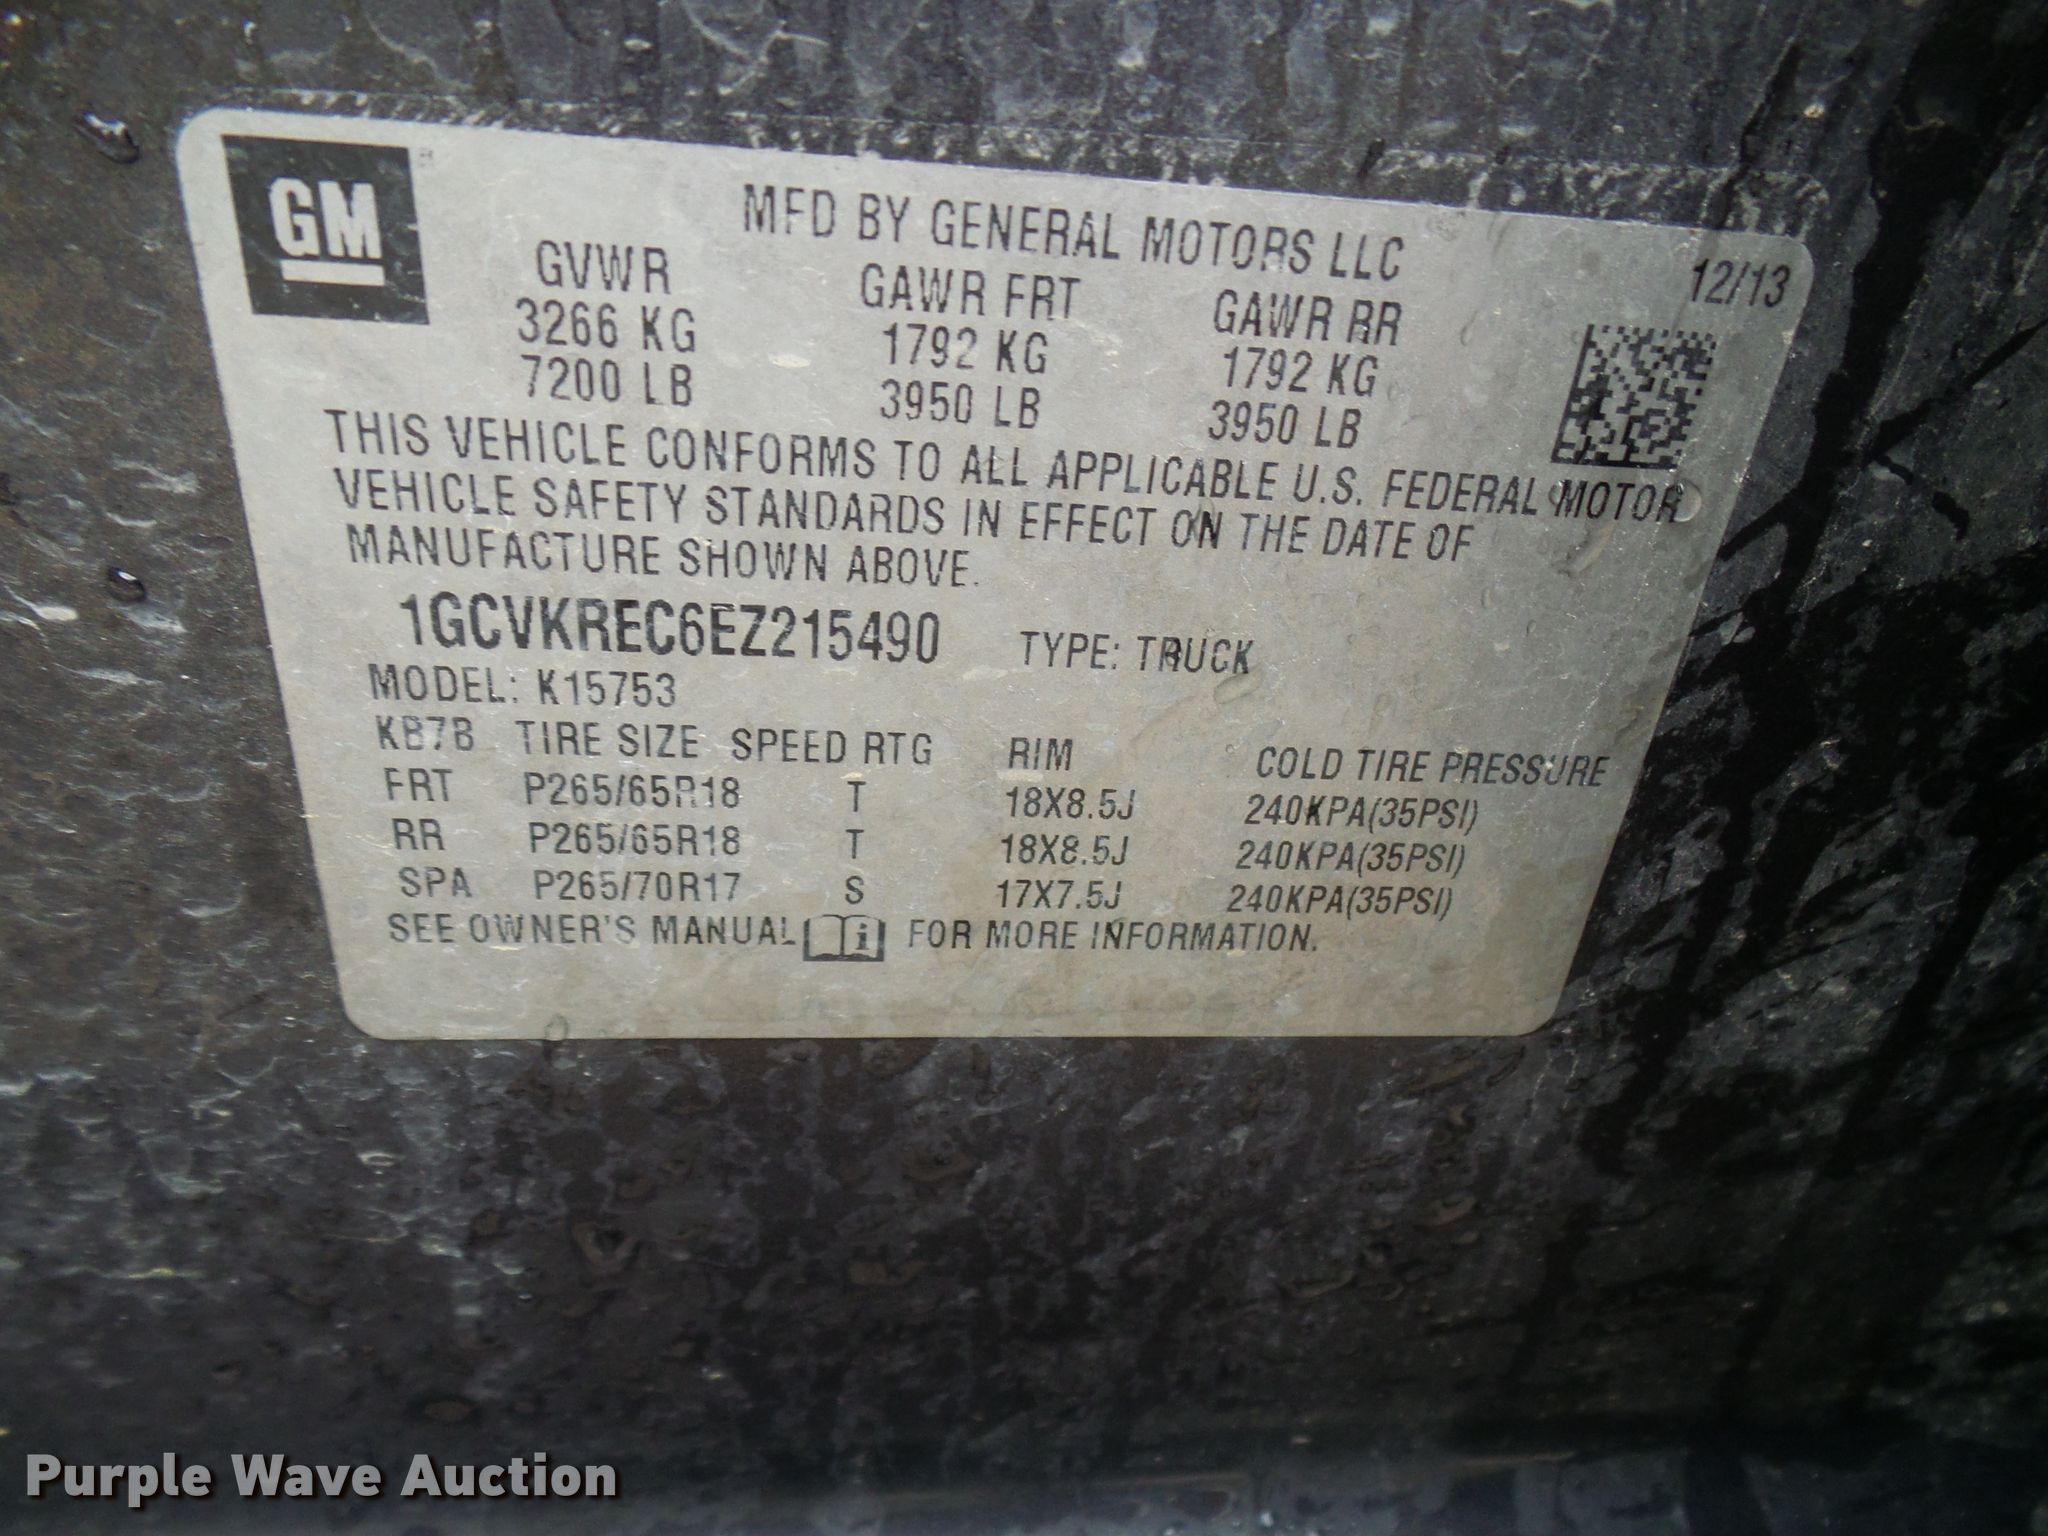 GM
MFD BY GENERAL MOTORS LLC
12/13
GVWR GAWR FRT GAWR RR
3266 KG 1792 KG 1792 KG
7200 LB 3950 LB 3950 LB
THIS VEHICLE CONFORMS TO ALL APPLICABLE U.S. FEDERAL MOTOR
VEHICLE SAFETY STANDARDS IN EFFECT ON THE DATE OF
MANUFACTURE SHOWN ABOVE.
1GCVKREC6EZ215490 TYPE: TRUCK
MODEL: K15753
KB7B TIRE SIZE SPEED RTG RIM COLD TIRE PRESSURE
FRT P265/65R18 T 18X8.5J 240KPA(35PSI)
RR P265/65R18 T 18X8.5J 240KPA(35PSI)
SPA P265/70R17 S 17X7.5J 240KPA(35PSI)
SEE OWNER'S MANUAL i FOR MORE INFORMATION.
Purple Wave Auction